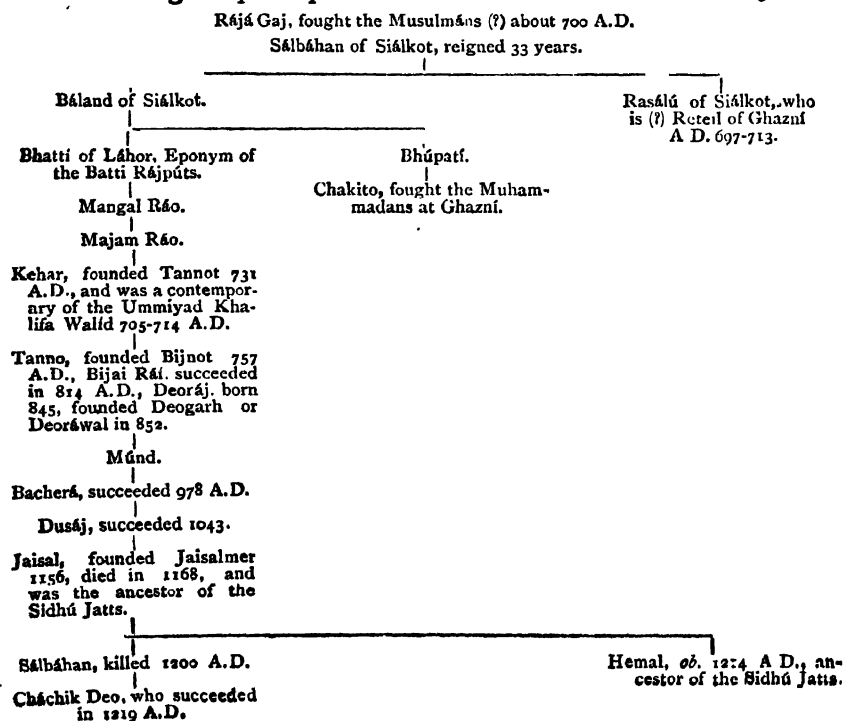 Rájá Gaj, fought the Musulmáns (?) about 700 A.D.
Sálbáhan of Siálkot, reigned 33 years.
Báland of Siálkot.
Rasálú of Siálkot, who
is (?) Reteil of Ghazní
A D. 697-713.
Bhatti of Láhor, Eponym of
the Batti Rájpúts.
Bhúpatí.
Chakito, fought the Muham-
madans at Ghazní.
Mangal Ráo.
Majam Ráo.
Kehar, founded Tannot 731
A.D., and was a contempor-
ary of the Ummiyad Kha-
lifa Walíd 705-714 A.D.
Tanno, founded Bijnot 757
A.D., Bijai Ráí. succeeded
in 814 A.D., Deoráj. born
845, founded Deogarh or
Deoráwal in 852.
Múnd.
Bacherá, succeeded 978 A.D.
Dusáj, succeeded 1043.
Jaisal, founded Jaisalmer
1156, died in 1168, and
was the ancestor of the
Sidhú Jatts.
Sálbáhan, killed 1200 A.D.
Hemal, ob. A D., an-
cestor of the Sidhú Jatts.
Cháchik Deo, who succeeded
in 1219 A.D.